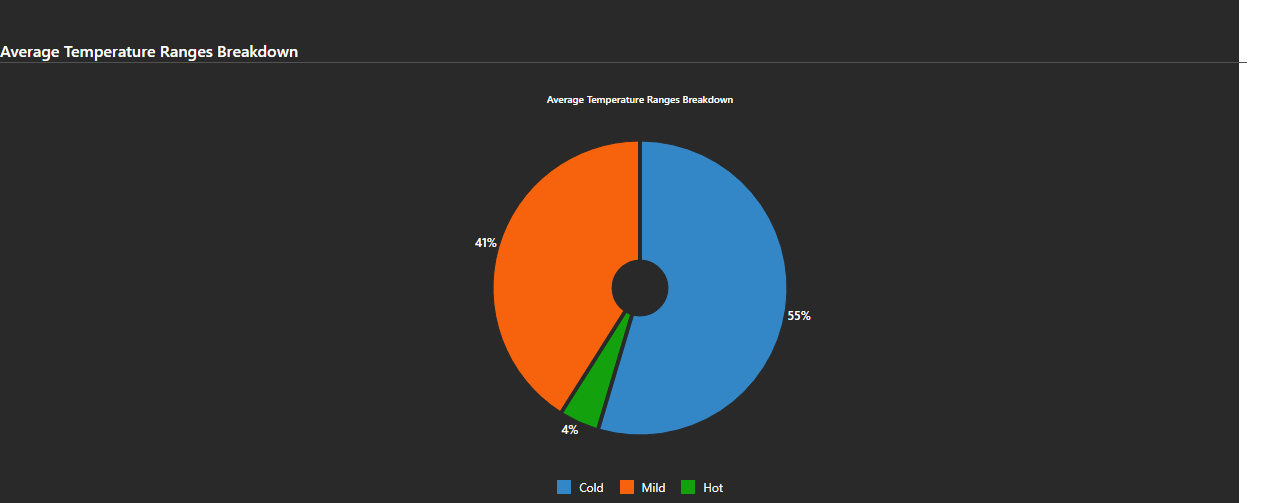 Average Temperature Ranges Breakdown
Average Temperature Ranges Breakdown
41%
55%
4%
Cold Mild Hot